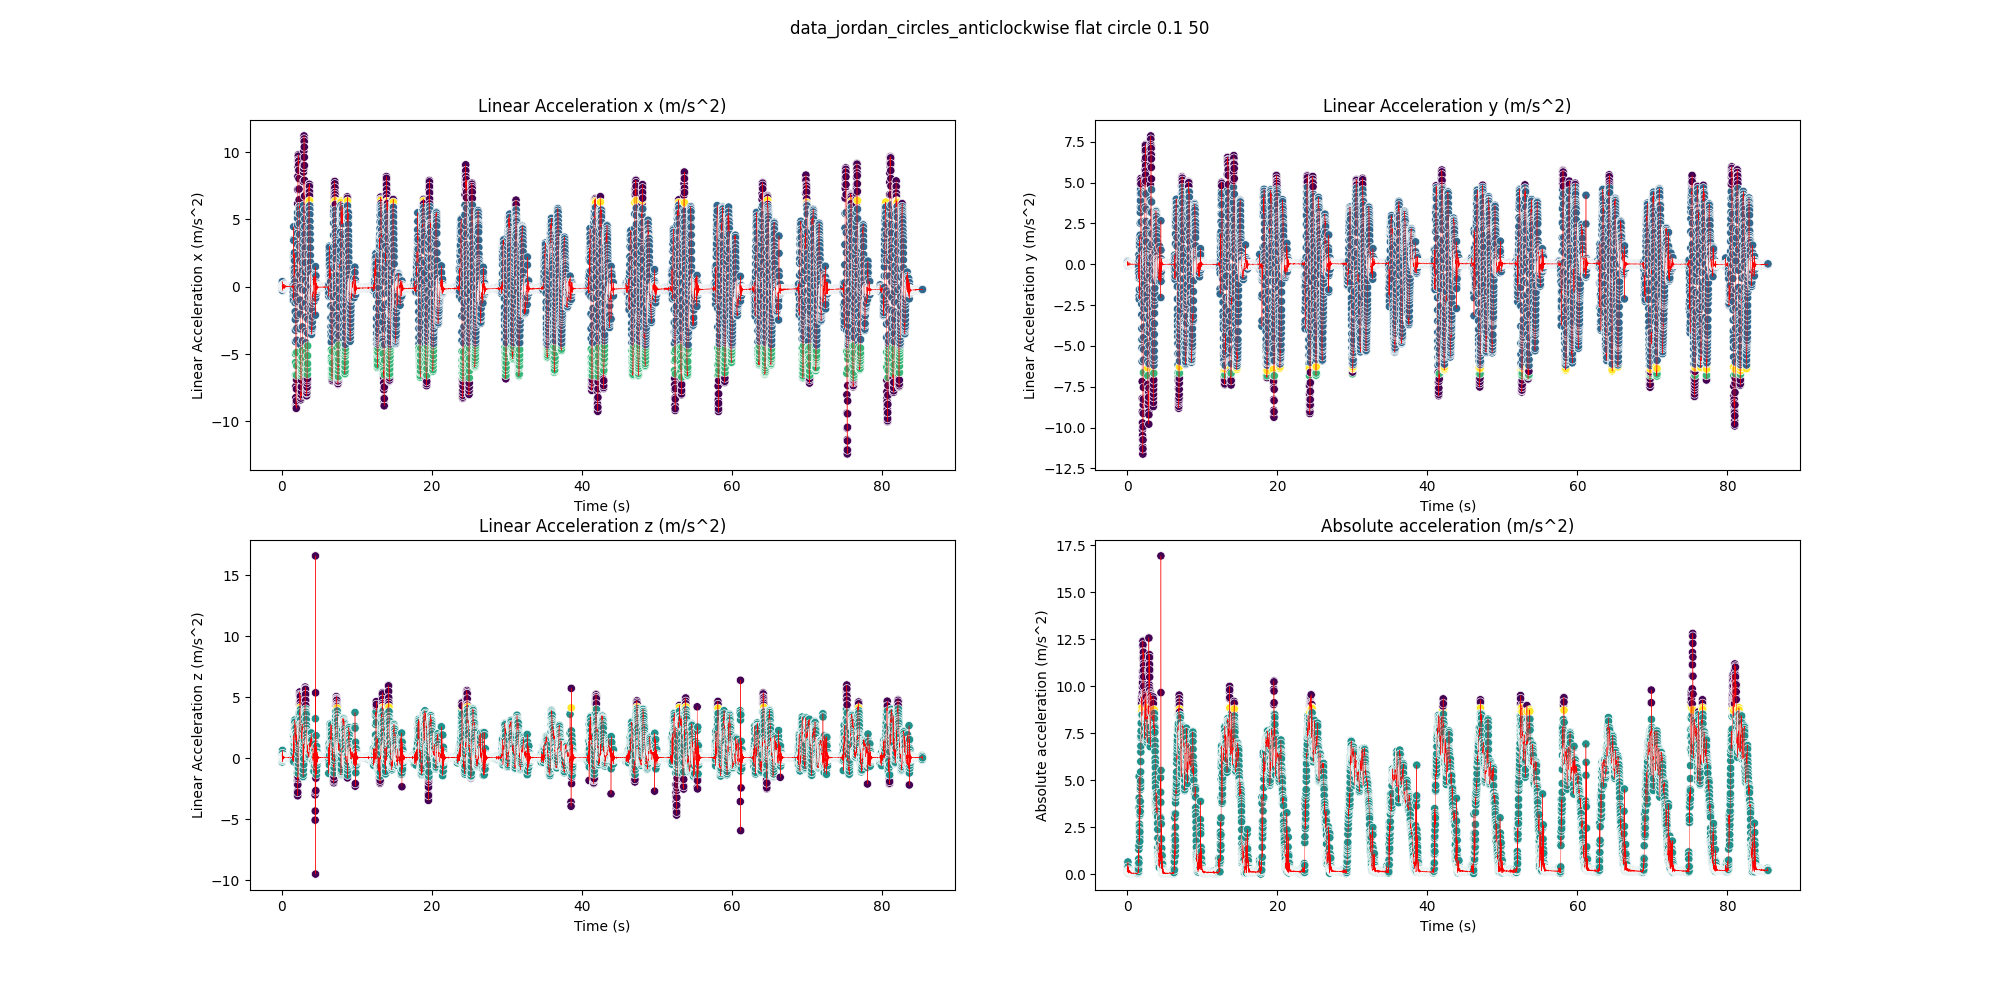 data_jordan_circles_anticlockwise flat circle 0.1 50
Linear Acceleration x (m/s^2)
Linear Acceleration x (m/s^2)
10
5
0
−5
−10
0 20 40 60 80
Time (s)
Linear Acceleration y (m/s^2)
Linear Acceleration y (m/s^2)
7.5
5.0
2.5
0.0
−2.5
−5.0
−7.5
−10.0
−12.5
0 20 40 60 80
Time (s)
Linear Acceleration z (m/s^2)
Linear Acceleration z (m/s^2)
15
10
5
0
−5
−10
0 20 40 60 80
Time (s)
Absolute acceleration (m/s^2)
Absolute acceleration (m/s^2)
17.5
15.0
12.5
10.0
7.5
5.0
2.5
0.0
0 20 40 60 80
Time (s)